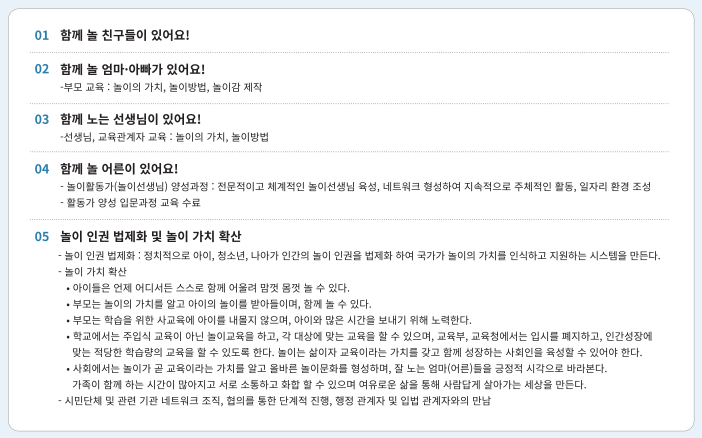 01 함께 놀 친구들이 있어요!
02 함께 놀 엄마·아빠가 있어요!
-부모 교육 : 놀이의 가치, 놀이방법, 놀이감 제작
03 함께 노는 선생님이 있어요!
-선생님, 교육관계자 교육 : 놀이의 가치, 놀이방법
04 함께 놀 어른이 있어요!
- 놀이활동가(놀이선생님) 양성과정 : 전문적이고 체계적인 놀이선생님 육성, 네트워크 형성하여 지속적으로 주체적인 활동, 일자리 환경 조성
- 활동가 양성 입문과정 교육 수료
05 놀이 인권 법제화 및 놀이 가치 확산
- 놀이 인권 법제화 : 정치적으로 아이, 청소년, 나아가 인간의 놀이 인권을 법제화 하여 국가가 놀이의 가치를 인식하고 지원하는 시스템을 만든다.
- 놀이 가치 확산
• 아이들은 언제 어디서든 스스로 함께 어울려 맘껏 몸껏 놀 수 있다.
• 부모는 놀이의 가치를 알고 아이의 놀이를 받아들이며, 함께 놀 수 있다.
• 부모는 학습을 위한 사교육에 아이를 내몰지 않으며, 아이와 많은 시간을 보내기 위해 노력한다.
• 학교에서는 주입식 교육이 아닌 놀이교육을 하고, 각 대상에 맞는 교육을 할 수 있으며, 교육부, 교육청에서는 입시를 폐지하고, 인간성장에
맞는 적당한 학습량의 교육을 할 수 있도록 한다. 놀이는 삶이자 교육이라는 가치를 갖고 함께 성장하는 사회인을 육성할 수 있어야 한다.
• 사회에서는 놀이가 곧 교육이라는 가치를 알고 올바른 놀이문화를 형성하며, 잘 노는 엄마(어른)들을 긍정적 시각으로 바라본다.
가족이 함께 하는 시간이 많아지고 서로 소통하고 화합 할 수 있으며 여유로운 삶을 통해 사람답게 살아가는 세상을 만든다.
- 시민단체 및 관련 기관 네트워크 조직, 협의를 통한 단계적 진행, 행정 관계자 및 입법 관계자와의 만남